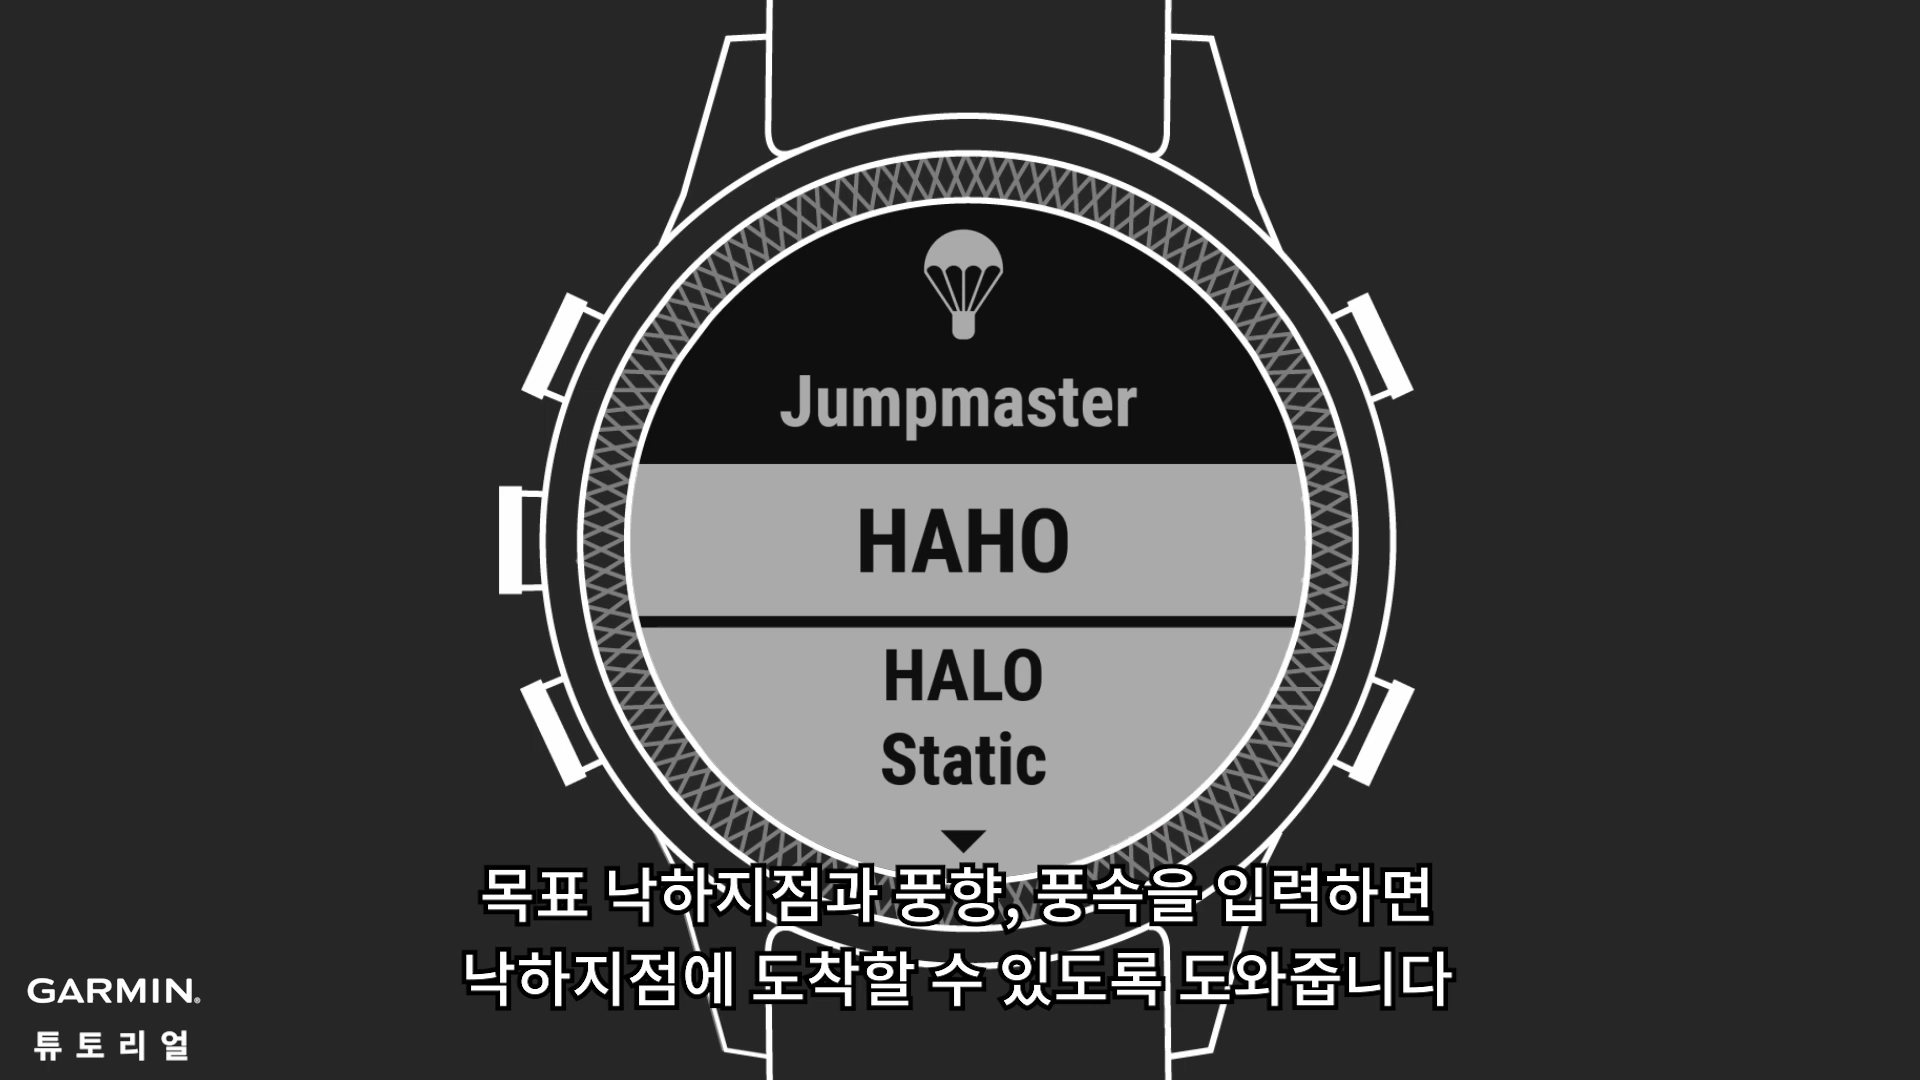 Jumpmaster
HAHO
HALO
Static
목표 낙하지점과 풍향, 풍속을 입력하면
낙하지점에 도착할 수 있도록 도와줍니다
GARMIN®
튜토리얼